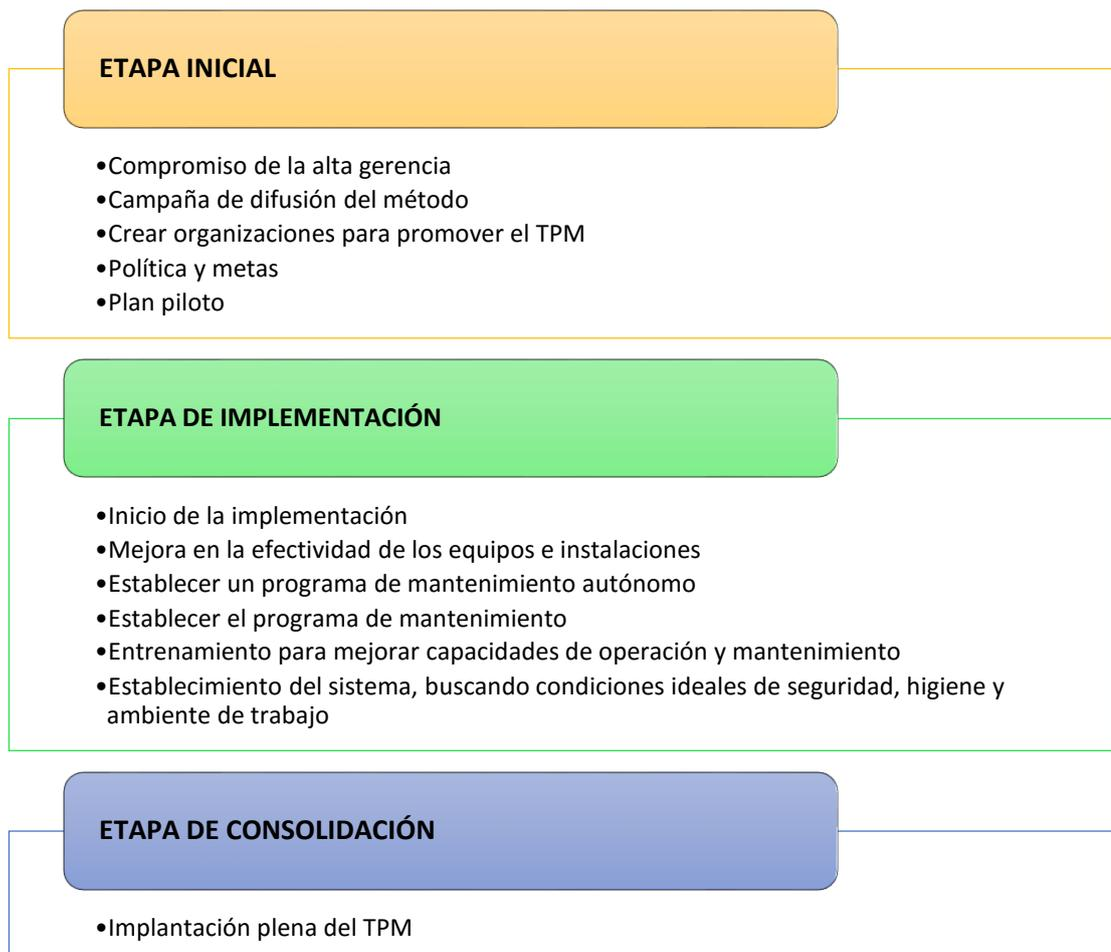 ETAPA INICIAL
•Compromiso de la alta gerencia
•Campaña de difusión del método
•Crear organizaciones para promover el TPM
•Política y metas
•Plan piloto
ETAPA DE IMPLEMENTACIÓN
•Inicio de la implementación
•Mejora en la efectividad de los equipos e instalaciones
•Establecer un programa de mantenimiento autónomo
•Establecer el programa de mantenimiento
•Entrenamiento para mejorar capacidades de operación y mantenimiento
•Establecimiento del sistema, buscando condiciones ideales de seguridad, higiene y
ambiente de trabajo
ETAPA DE CONSOLIDACIÓN
•Implantación plena del TPM